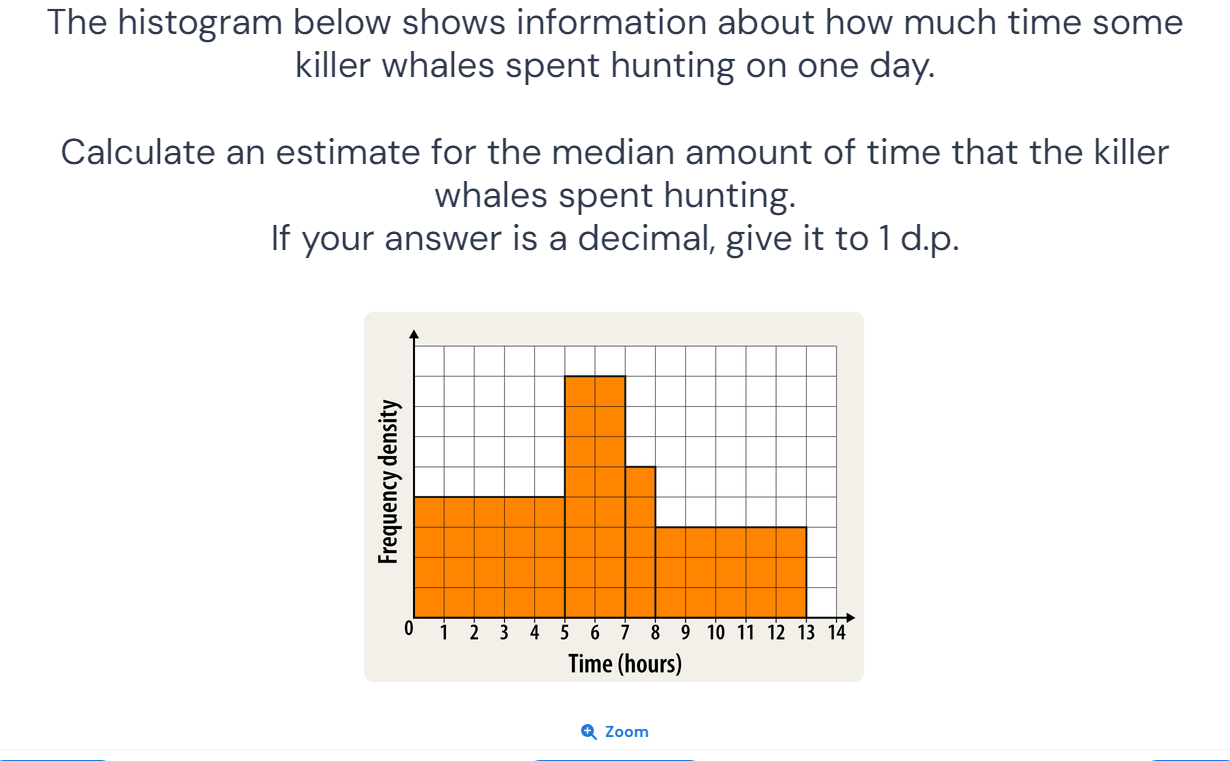 The histogram below shows information about how much time some
killer whales spent hunting on one day.
Calculate an estimate for the median amount of time that the killer
whales spent hunting.
If your answer is a decimal, give it to 1 d.p.
Frequency density
0 1 2 3 4 5 6 7 8 9 10 11 12 13 14
Time (hours)
Zoom